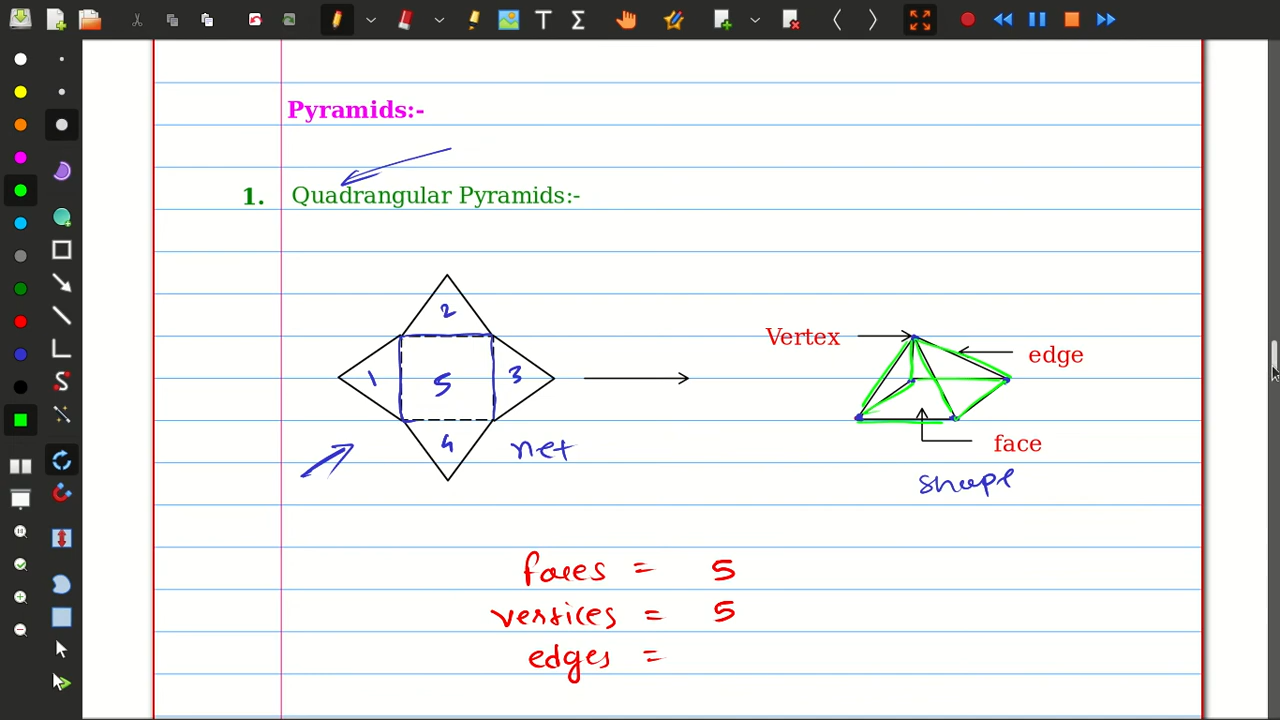 Pyramids:-
1. Quadrangular Pyramids:-
2
Vertex
edge
1
5
3
4
net
face
shape
faces = 5
vertices = 5
edges =